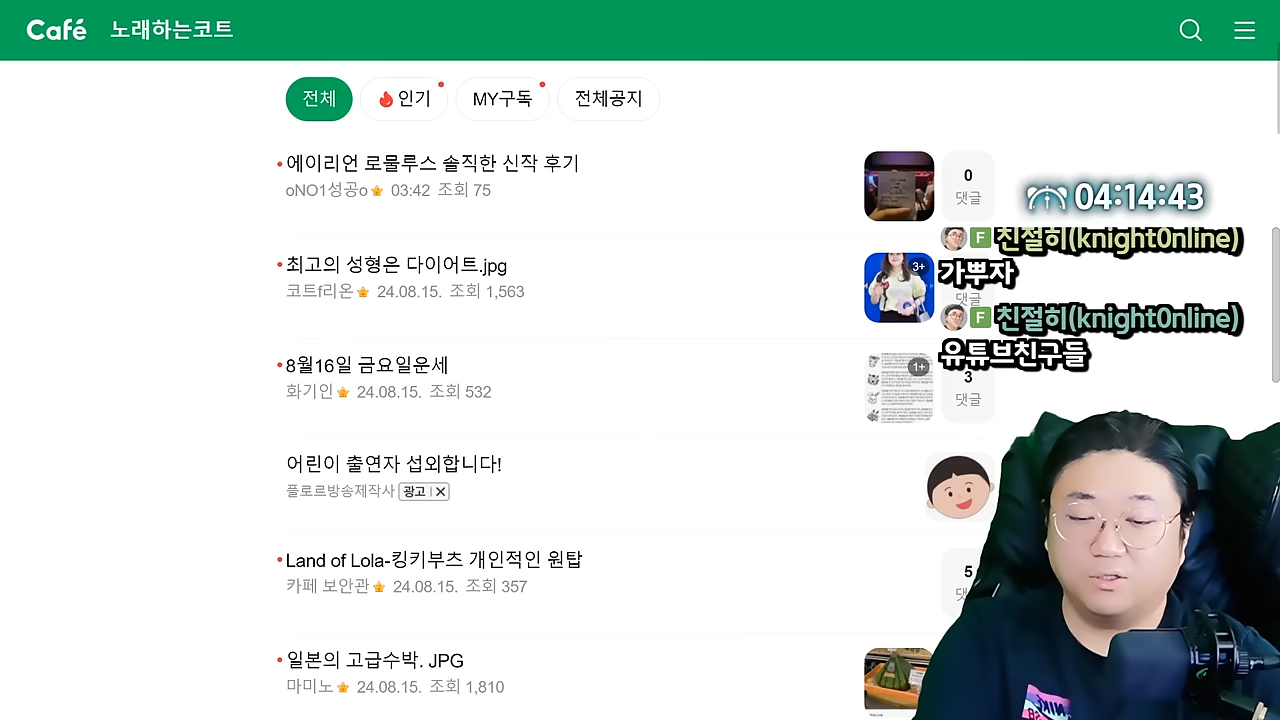 Café 노래하는코트
전체 인기 MY구독 전체공지
에이리언 로물루스 솔직한 신작 후기
oNO1성공o 03:42 조회 75
0
댓글
04:14:43
F 친절히(knight0nline)
가뿌자
최고의 성형은 다이어트.jpg
코트f리온 24.08.15. 조회 1,563
3+
댓글
F 친절히(knight0nline)
유튜브친구들
8월16일 금요일운세
화기인 24.08.15. 조회 532
1+
3
댓글
어린이 출연자 섭외합니다!
플로르방송제작사 광고 X
Land of Lola-킹키부츠 개인적인 원탑
카페 보안관 24.08.15. 조회 357
5
일본의 고급수박. JPG
마미노 24.08.15. 조회 1,810